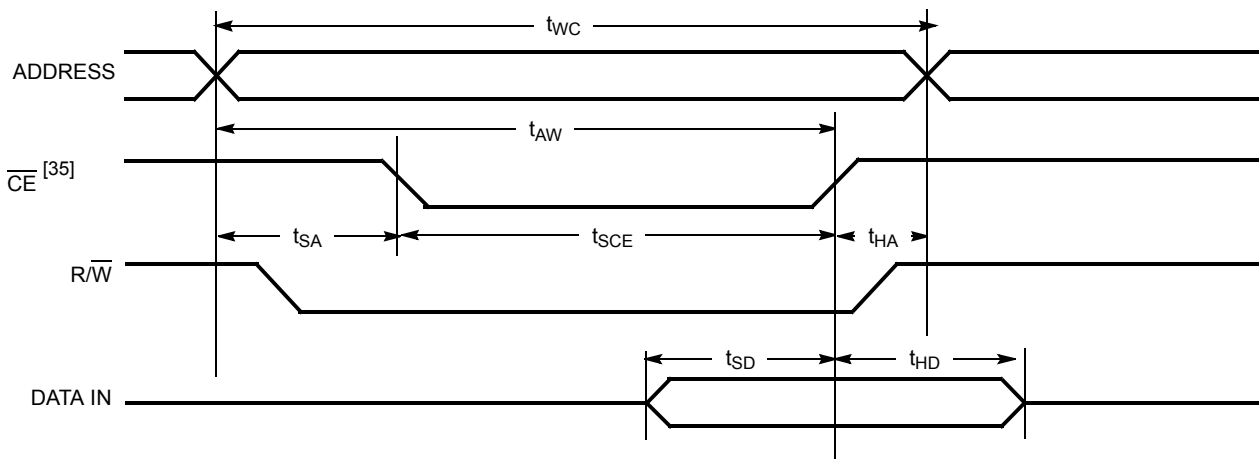 tWC
ADDRESS
tAW
CE [35]
tSA
tSCE
tHA
R/W
tSD
tHD
DATA IN